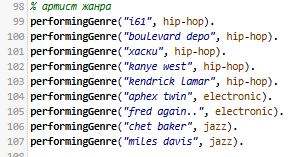 98 % артист жанра
99 performingGenre("i61", hip-hop).
100 performingGenre("boulevard depo", hip-hop).
101 performingGenre("хаски", hip-hop).
102 performingGenre("kanye west", hip-hop).
103 performingGenre("kendrick lamar", hip-hop).
104 performingGenre("aphex twin", electronic).
105 performingGenre("fred again..", electronic).
106 performingGenre("chet baker", jazz).
107 performingGenre("miles davis", jazz).